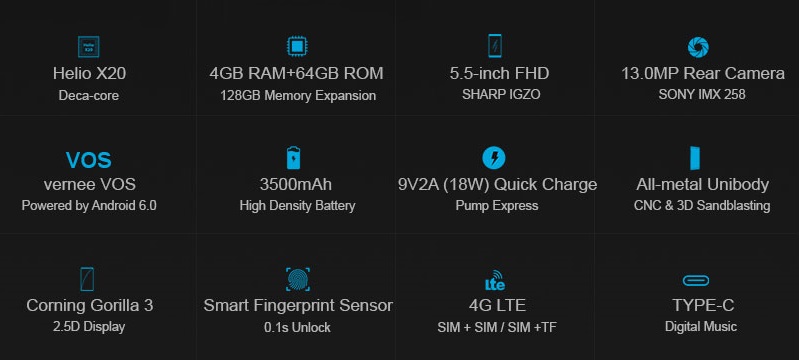 Helio X20
Deca-core
4GB RAM+64GB ROM
128GB Memory Expansion
5.5-inch FHD
SHARP IGZO
13.0MP Rear Camera
SONY IMX 258
VOS
vernee VOS
Powered by Android 6.0
3500mAh
High Density Battery
9V2A (18W) Quick Charge
Pump Express
All-metal Unibody
CNC & 3D Sandblasting
Corning Gorilla 3
2.5D Display
Smart Fingerprint Sensor
0.1s Unlock
LTE
4G LTE
SIM + SIM / SIM +TF
TYPE-C
Digital Music